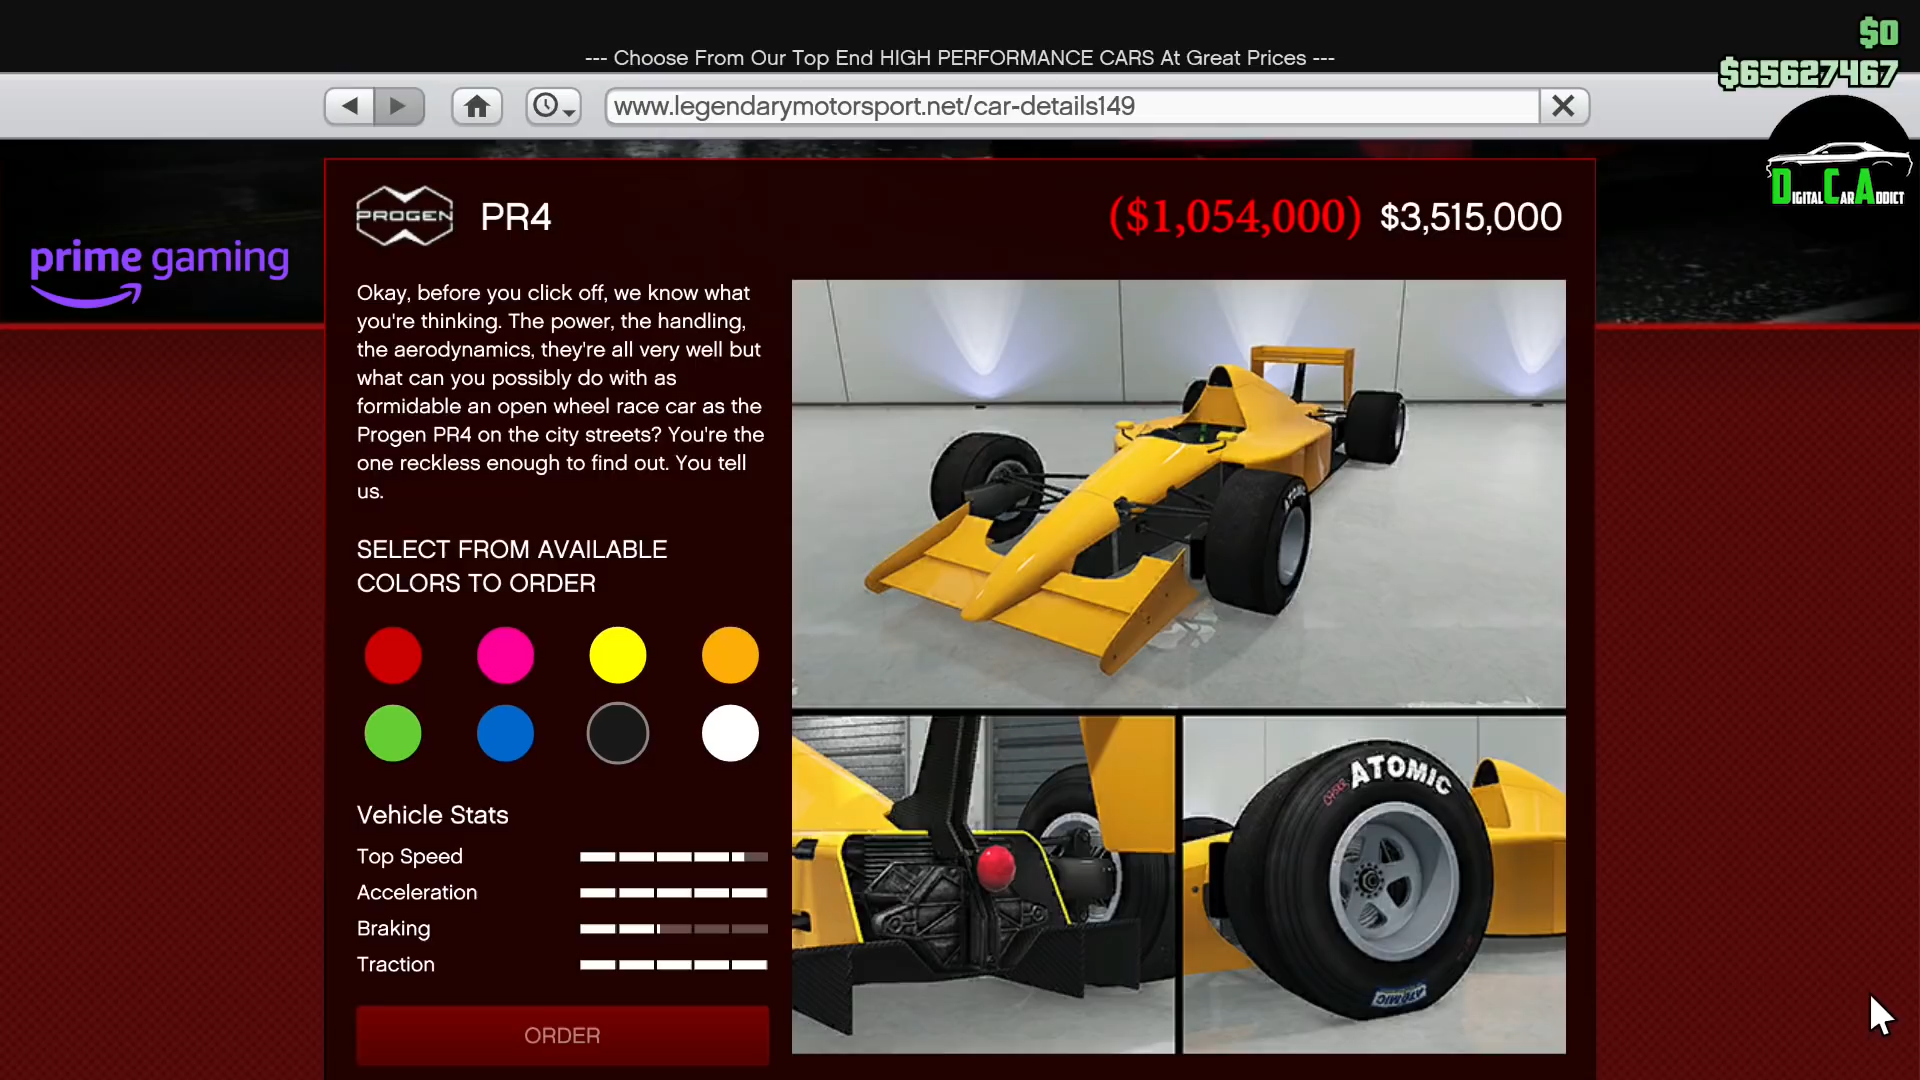 $0
--- Choose From Our Top End HIGH PERFORMANCE CARS At Great Prices ---
$65627467
www.legendarymotorsport.net/car-details149
DIGITAL CAR ADDICT
PROGEN
PR4
($1,054,000) $3,515,000
prime gaming
Okay, before you click off, we know what
you're thinking. The power, the handling,
the aerodynamics, they're all very well but
what can you possibly do with as
formidable an open wheel race car as the
Progen PR4 on the city streets? You're the
one reckless enough to find out. You tell
us.
SELECT FROM AVAILABLE
COLORS TO ORDER
Vehicle Stats
Top Speed
Acceleration
Braking
Traction
ORDER
ATOMIC
ATOMIC
ATOMIC